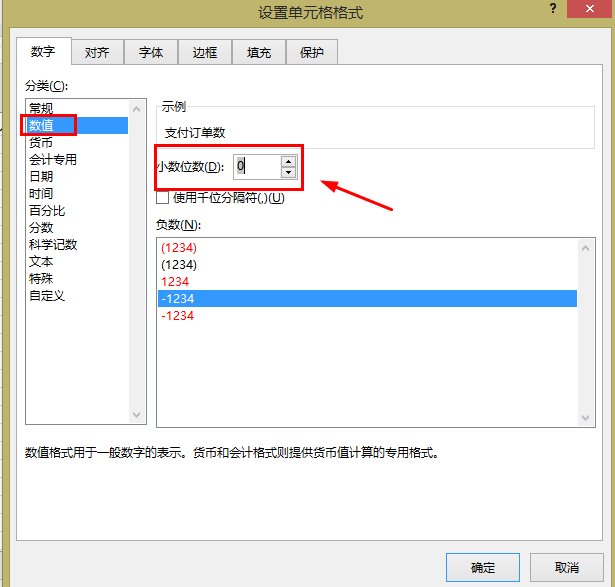 设置单元格格式
?
数字
对齐
字体
边框
填充
保护
分类(C):
常规
数值
货币
会计专用
日期
时间
百分比
分数
科学记数
文本
特殊
自定义
示例
支付订单数
小数位数(D): 0
使用千位分隔符(,)(U)
负数(N):
(1234)
(1234)
1234
-1234
-1234
数值格式用于一般数字的表示。货币和会计格式则提供货币值计算的专用格式。
确定
取消